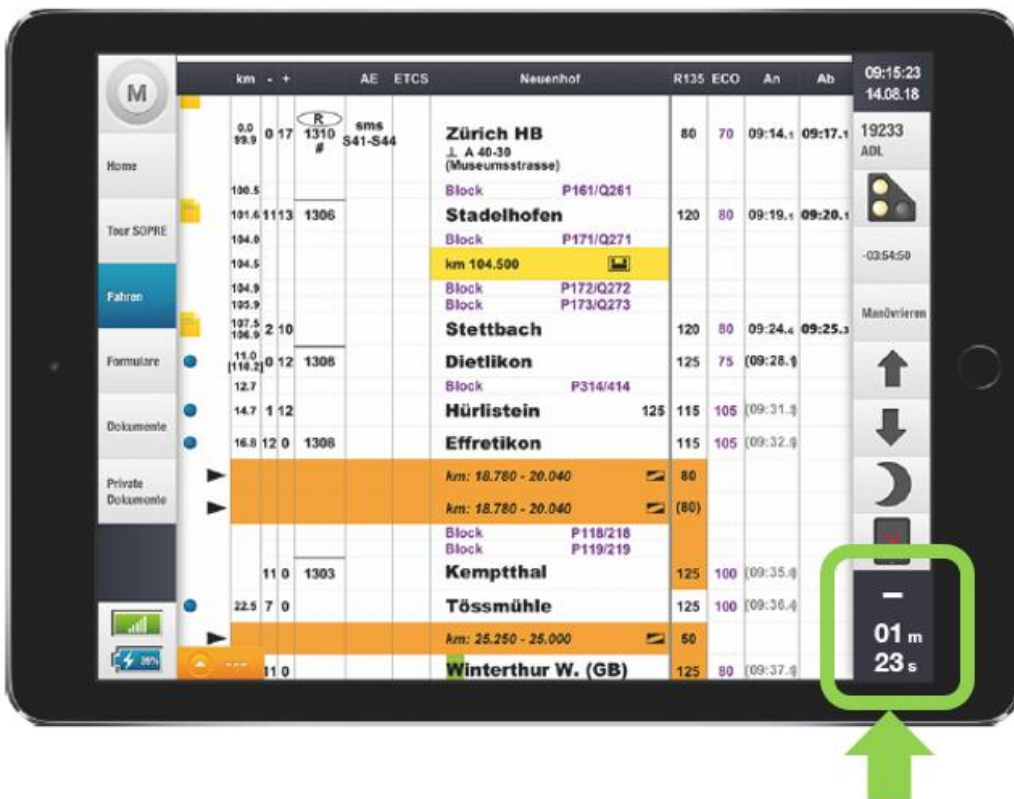 M
Home
Tour SOPRE
Fahren
Formulare
Dokumente
Private
Dokumente
39%
km - + AE ETCS Neuenhof R135 ECO An Ab
0.0
99.9 0 17 R 1310 # sms S41-S44 Zürich HB 80 70 09:14.1 09:17.1
A 40-30
(Museumsstrasse)
100.5 Block P161/Q261
101.6 11 13 1306 Stadelhofen 120 80 09:19.1 09:20.1
104.0 Block P171/Q271
104.5 km 104.500
104.9 Block P172/Q272
105.9 Block P173/Q273
107.5
106.9 2 10 Stettbach 120 80 09:24.4 09:25.3
11.0
0 12 1308 Dietlikon 125 75 (09:28.1)
12.7 Block P314/414
14.7 1 12 Hürlistein 125 115 105 (09:31.
16.8 12 0 1308 Effretikon 115 105 (09:32.
km: 18.780 - 20.040 80
km: 18.780 - 20.040 (80)
Block P118/218
Block P119/219
11 0 1303 Kemptthal 125 100 (09:35.
22.5 7 0 Tössmühle 125 100 (09:36.
km: 25.250 - 25.000 50
11 0 Winterthur W. (GB) 125 80 (09:37.
09:15:23
14.08.18
19233
ADL
-03:54:50
Manövrieren
–
01 m
23 s